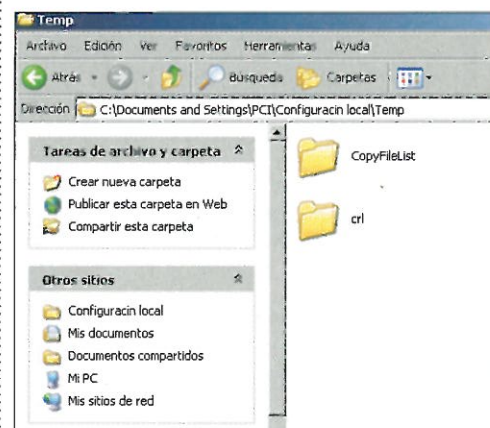 Temp
Archivo Edición Ver Favoritos Herramientas Ayuda
Atrás Búsqueda Carpetas
Dirección C:\Documents and Settings\PCI\Configuracin local\Temp
Tareas de archivo y carpeta
Crear nueva carpeta
Publicar esta carpeta en Web
Compartir esta carpeta
Otros sitios
Configuracin local
Mis documentos
Documentos compartidos
Mi PC
Mis sitios de red
CopyFileList
crl